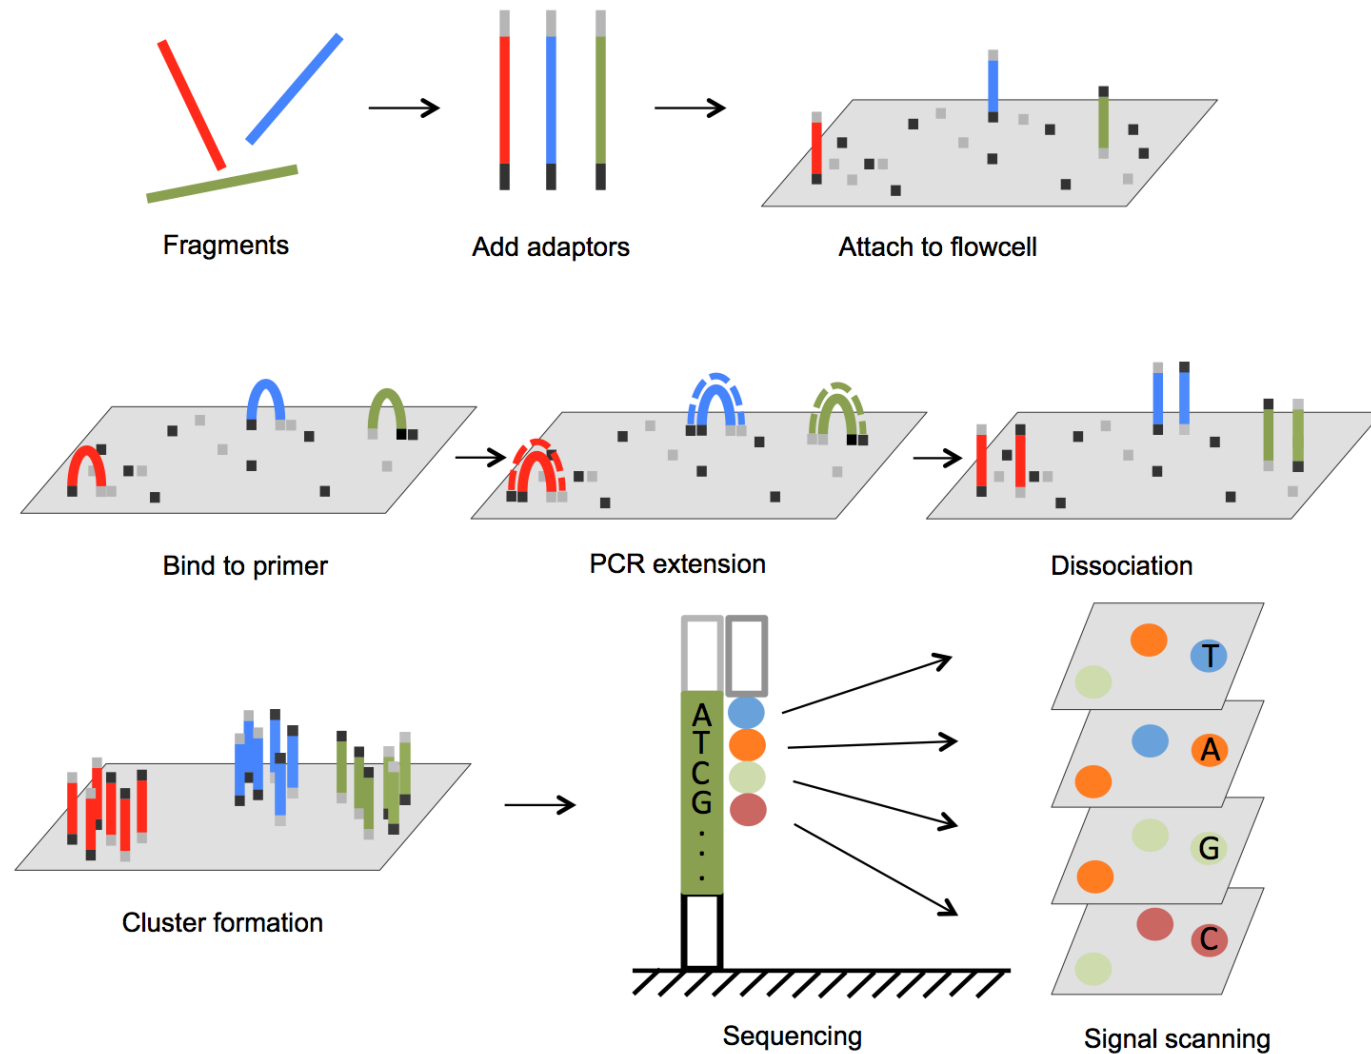 Fragments
Add adaptors
Attach to flowcell
Bind to primer
PCR extension
Dissociation
Cluster formation
A
T
C
G
.
.
.
Sequencing
T
A
G
C
Signal scanning